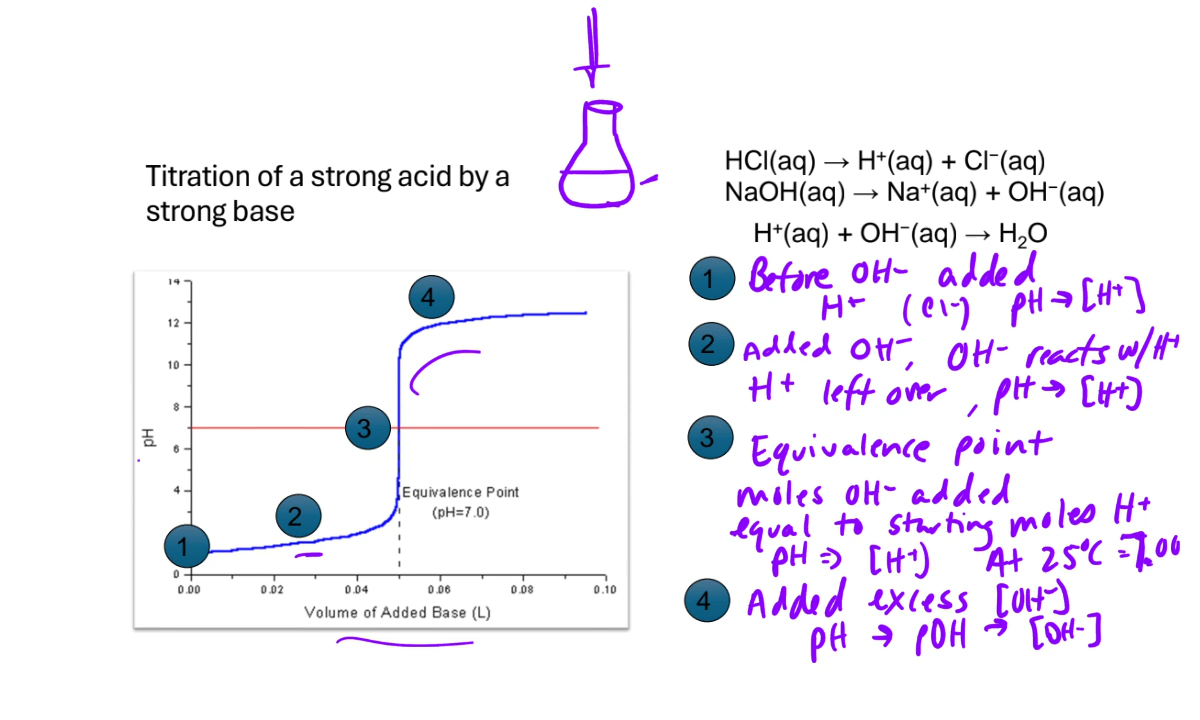 Titration of a strong acid by a
strong base
HCl(aq) → H⁺(aq) + Cl⁻(aq)
NaOH(aq) → Na⁺(aq) + OH⁻(aq)
H⁺(aq) + OH⁻(aq) → H₂O
14
12
10
8
6
4
0
pH
0.00 0.02 0.04 0.06 0.08 0.10
Volume of Added Base (L)
Equivalence Point
(pH=7.0)
1
2
3
4
1 Before OH- added
H+ (Cl-) pH → [H+]
2 Added OH-, OH- reacts w/H+
H+ left over, pH → [H+]
3 Equivalence point
moles OH- added
equal to starting moles H+
pH ⇒ [H+] At 25°C = 7.00
4 Added excess [OH-]
pH → pOH → [OH-]